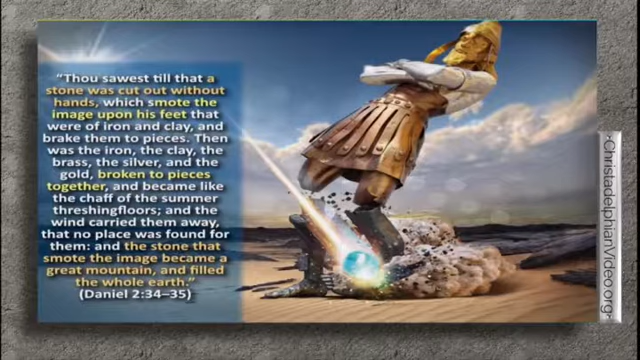 "Thou sawest till that a
stone was cut out without
hands, which smote the
image upon his feet that
were of iron and clay, and
brake them to pieces. Then
was the iron, the clay, the
brass, the silver, and the
gold, broken to pieces
together, and became like
the chaff of the summer
threshingfloors; and the
wind carried them away,
that no place was found for
them: and the stone that
smote the image became a
great mountain, and filled
the whole earth."
(Daniel 2:34–35)
ChristadelphianVideo.org